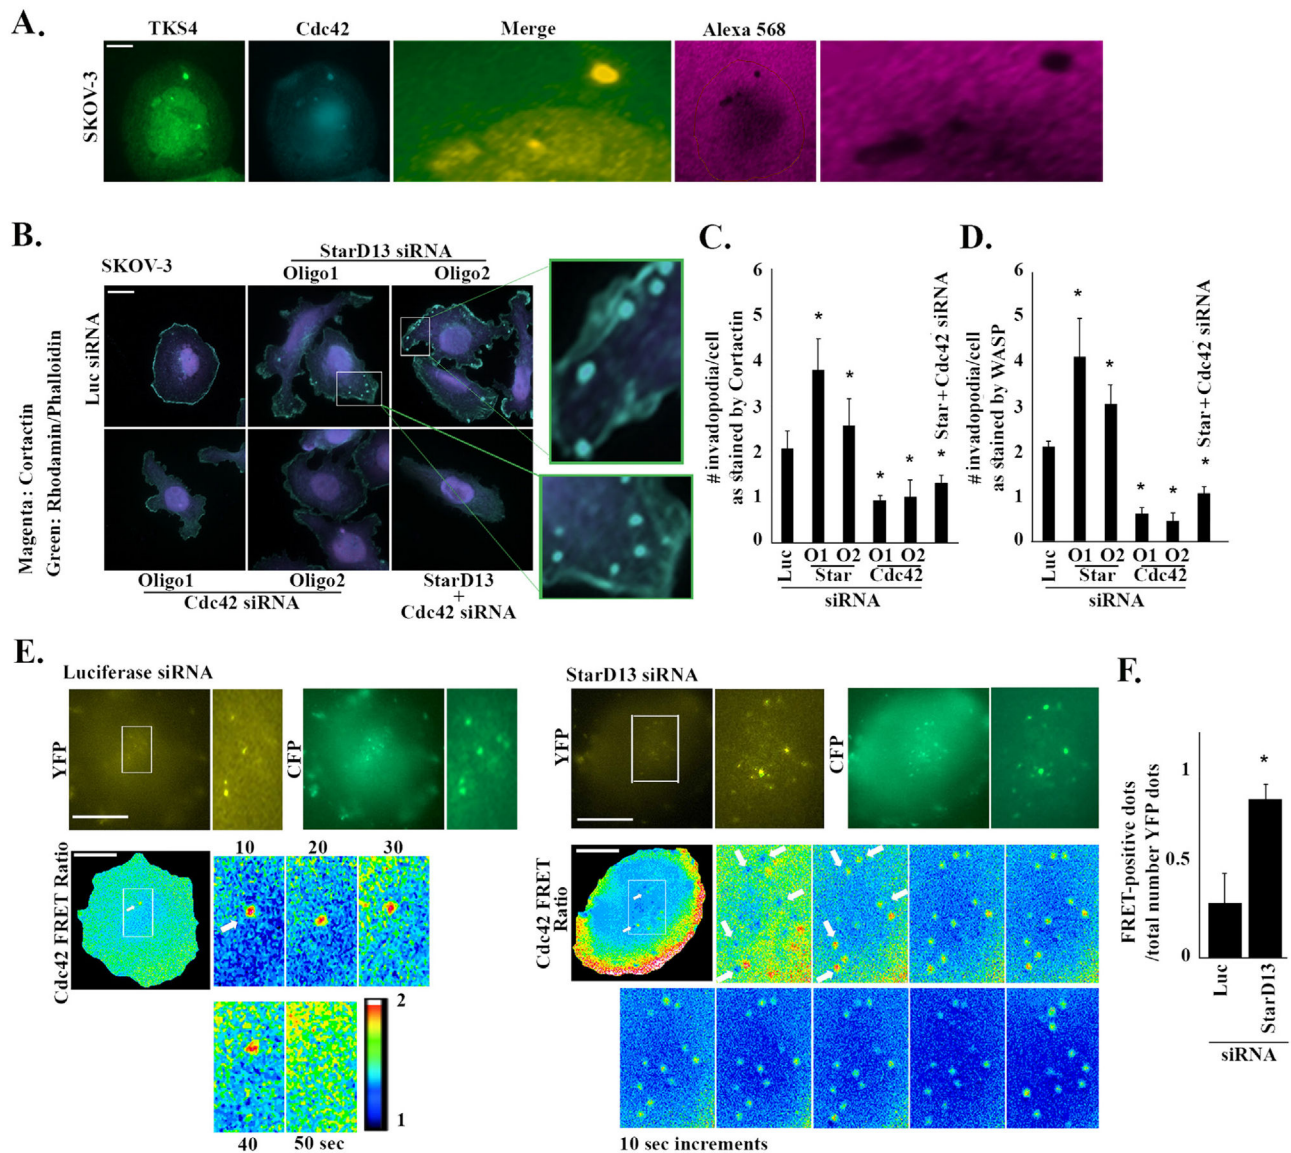 A.
TKS4
Cdc42
Merge
Alexa 568
SKOV-3
B.
SKOV-3
StarD13 siRNA
Oligo1
Oligo2
Luc siRNA
Magenta: Cortactin
Green: Rhodamin/Phalloidin
Oligo1
Oligo2
Cdc42 siRNA
StarD13
+
Cdc42 siRNA
C.
# invadopodia/cell
as stained by Cortactin
6
5
4
3
2
1
0
*
*
*
*
*
Star+Cdc42 siRNA
Luc
O1 O2
Star
O1 O2
Cdc42
siRNA
D.
# invadopodia/cell
as stained by WASP
6
5
4
3
2
1
0
*
*
*
*
*
Star+Cdc42 siRNA
Luc
O1 O2
Star
O1 O2
Cdc42
siRNA
E.
Luciferase siRNA
YFP
CFP
Cdc42 FRET Ratio
10
20
30
40
50 sec
2
1
StarD13 siRNA
YFP
CFP
Cdc42 FRET
Ratio
10 sec increments
F.
FRET-positive dots
/total number YFP dots
1
0.5
0
*
Luc
StarD13
siRNA